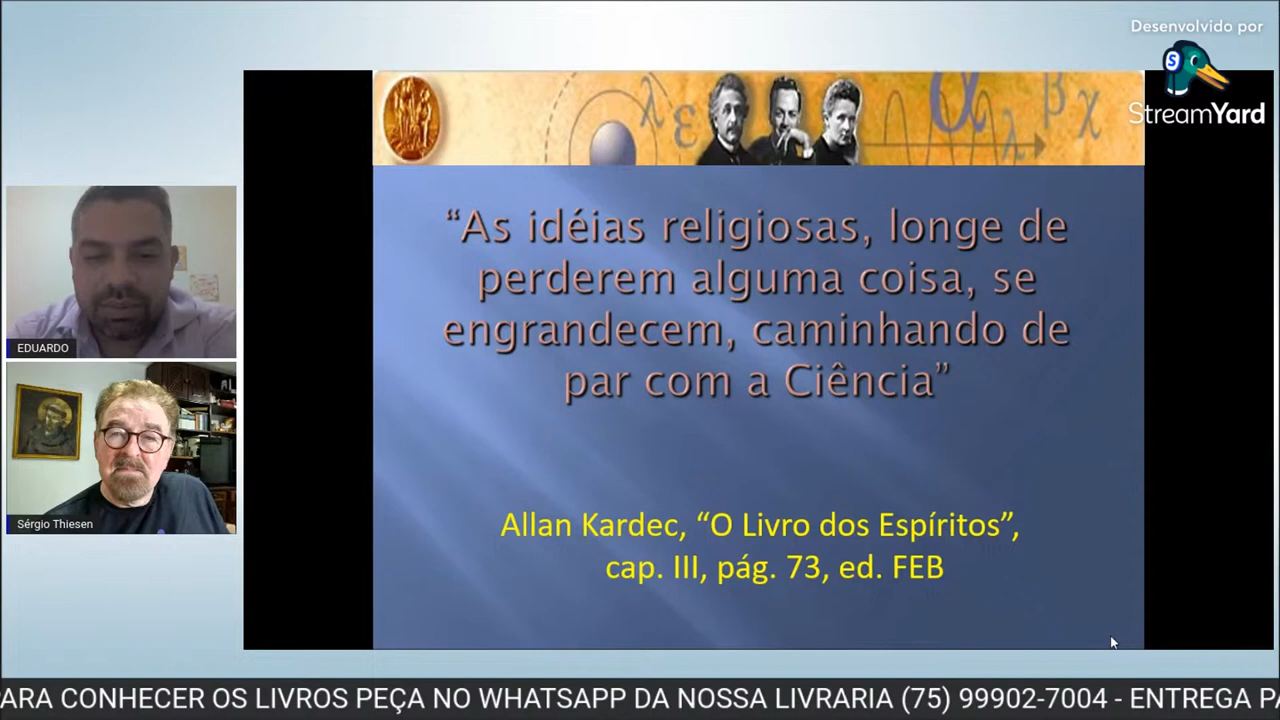 Desenvolvido por
StreamYard
“As idéias religiosas, longe de
perderem alguma coisa, se
engrandecem, caminhando de
par com a Ciência”
Allan Kardec, “O Livro dos Espíritos”,
cap. III, pág. 73, ed. FEB
EDUARDO
Sérgio Thiesen
ARA CONHECER OS LIVROS PEÇA NO WHATSAPP DA NOSSA LIVRARIA (75) 99902-7004 - ENTREGA PA